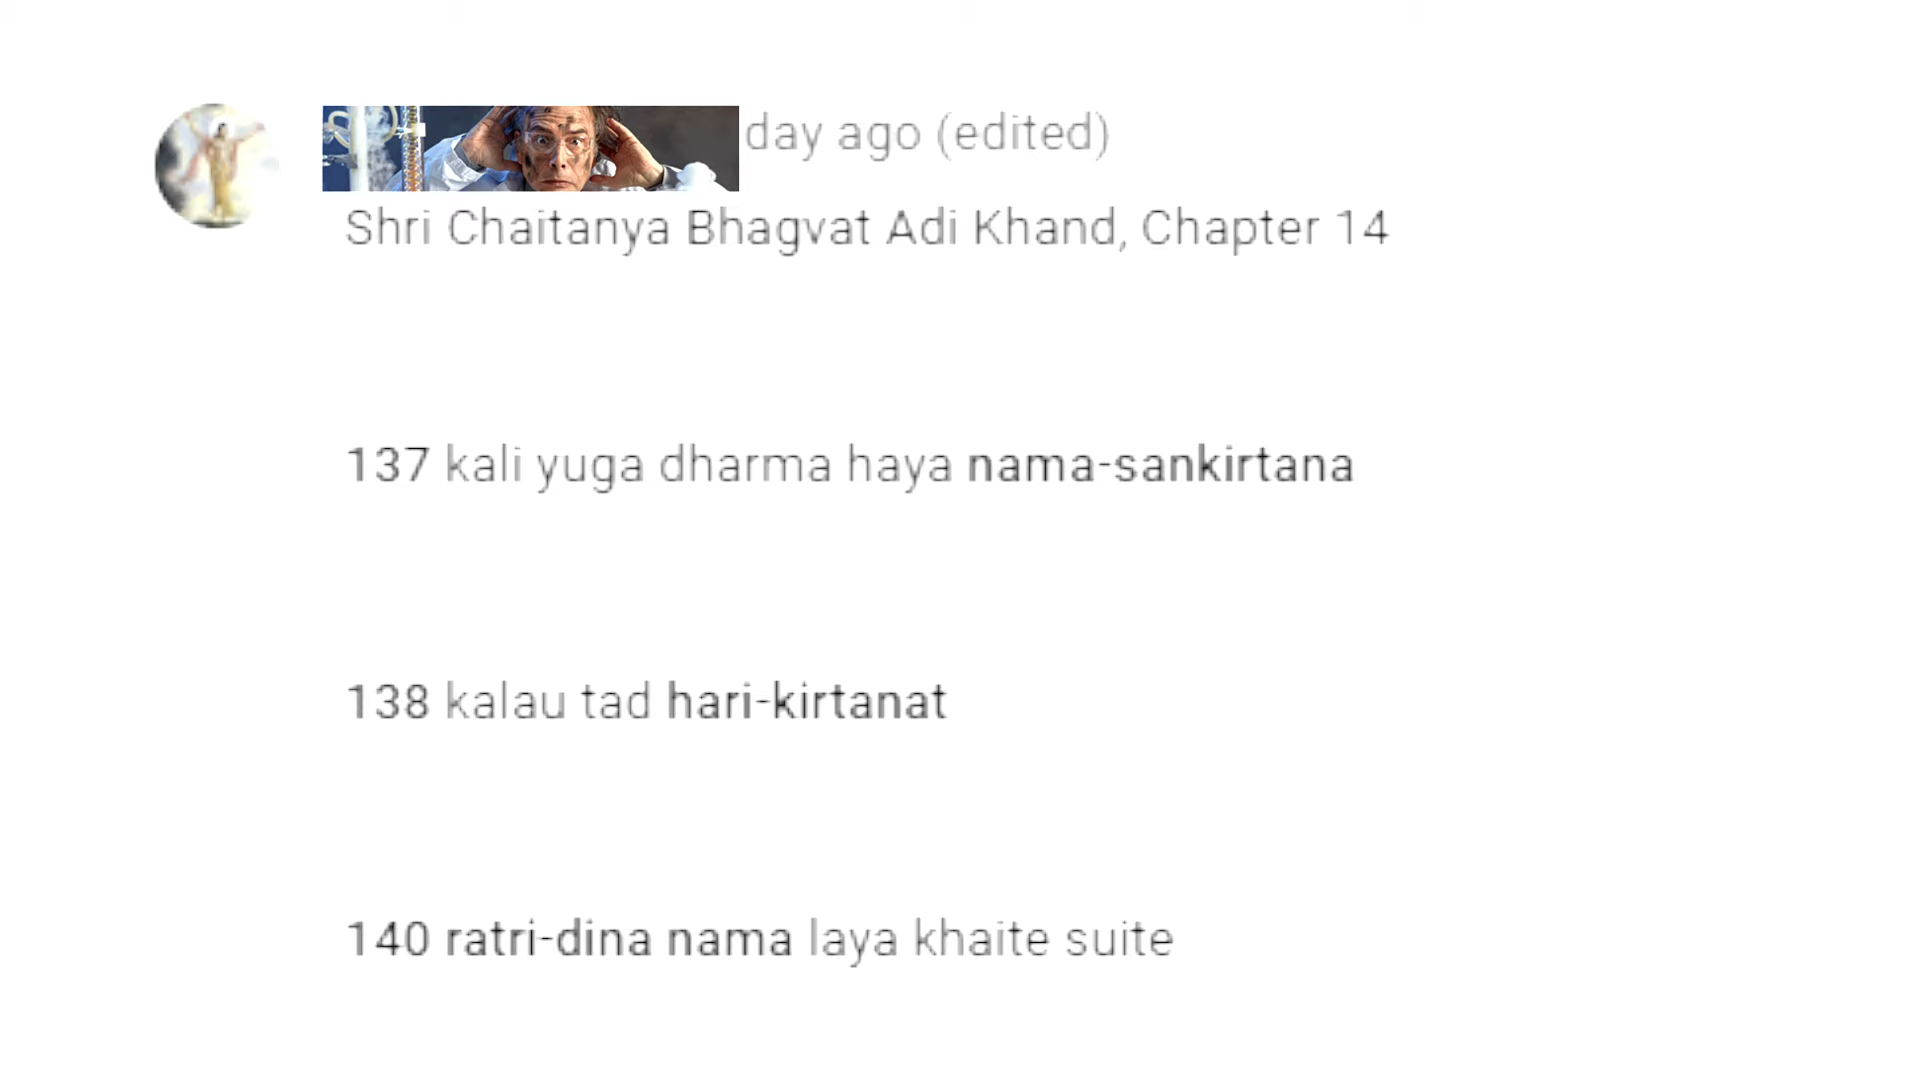 day ago (edited)
Shri Chaitanya Bhagvat Adi Khand, Chapter 14
137 kali yuga dharma haya nama-sankirtana
138 kalau tad hari-kirtanat
140 ratri-dina nama laya khaite suite